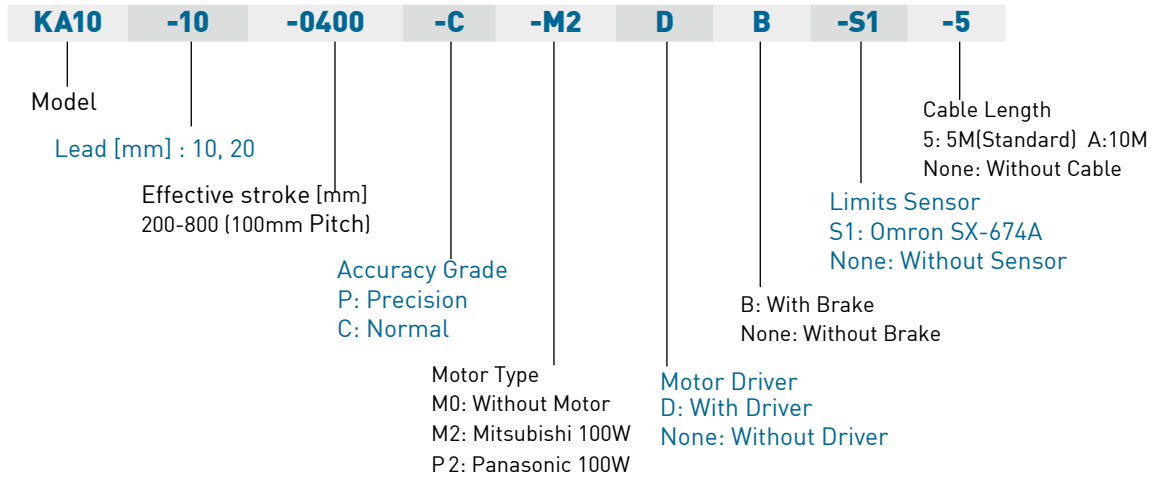 KA10 -10 -0400 -C -M2 D B -S1 -5
Model
Lead [mm] : 10, 20
Effective stroke [mm]
200-800 (100mm Pitch)
Accuracy Grade
P: Precision
C: Normal
Motor Type
M0: Without Motor
M2: Mitsubishi 100W
P2: Panasonic 100W
Motor Driver
D: With Driver
None: Without Driver
B: With Brake
None: Without Brake
Limits Sensor
S1: Omron SX-674A
None: Without Sensor
Cable Length
5: 5M(Standard) A:10M
None: Without Cable